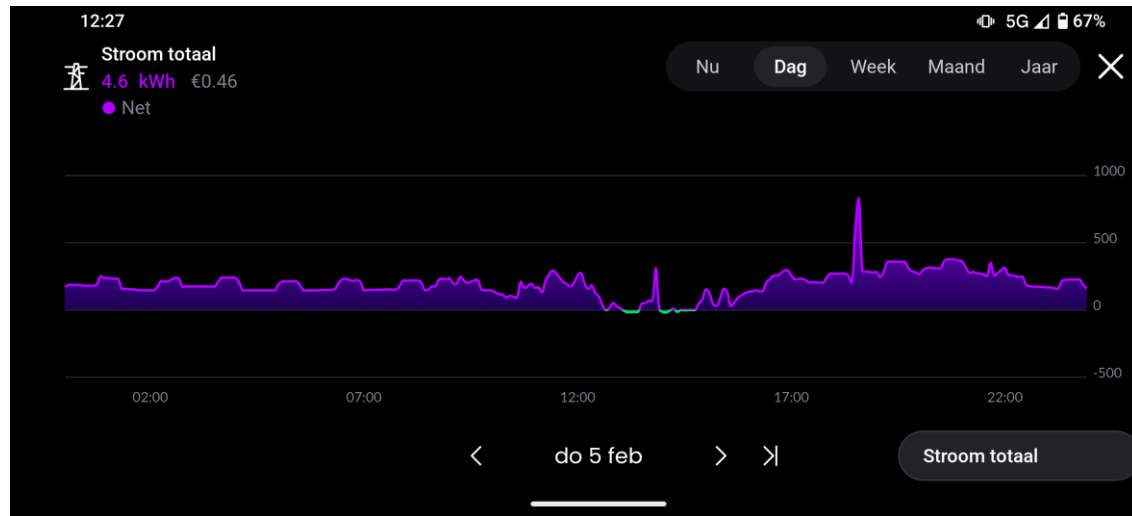 12:27
5G 67%
Stroom totaal
4.6 kWh €0.46
Net
Nu Dag Week Maand Jaar
1000
500
0
-500
02:00 07:00 12:00 17:00 22:00
do 5 feb
Stroom totaal